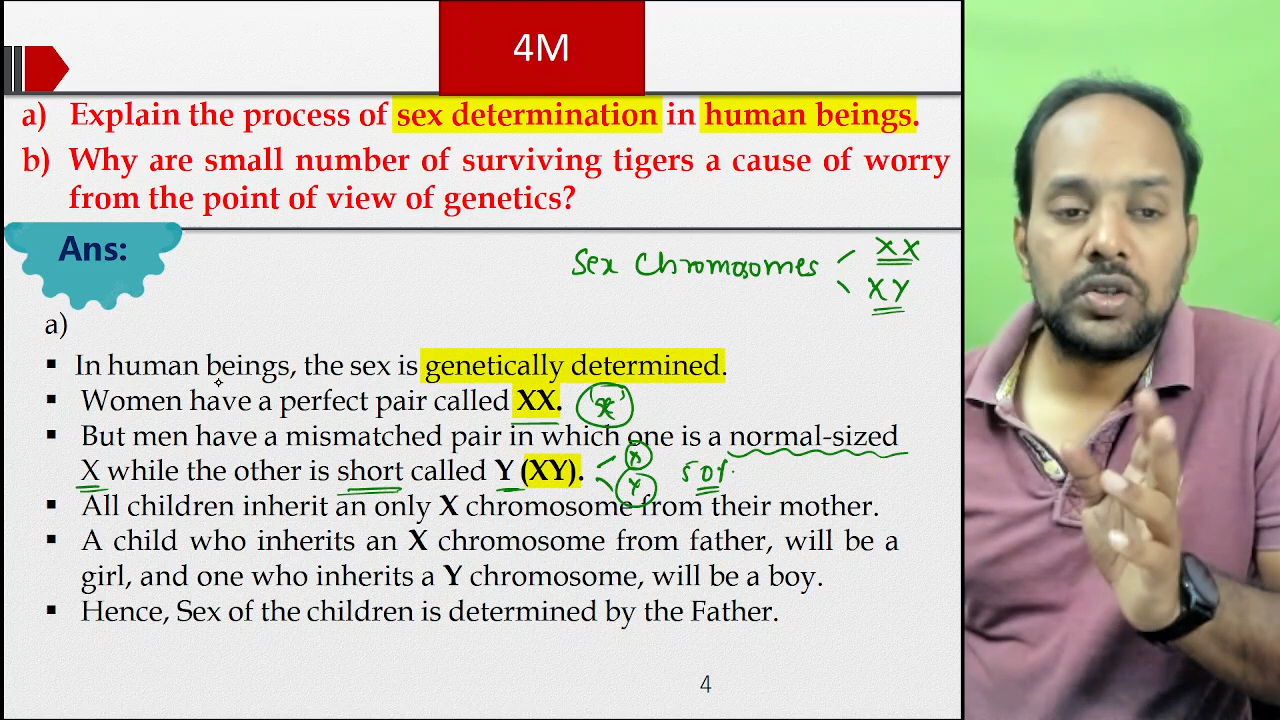 4M
a) Explain the process of sex determination in human beings.
b) Why are small number of surviving tigers a cause of worry
from the point of view of genetics?
Ans:
Sex Chromosomes
XX
XY
a)
▪ In human beings, the sex is genetically determined.
▪ Women have a perfect pair called XX.
▪ But men have a mismatched pair in which one is a normal-sized
X while the other is short called Y (XY). X
Y
▪ All children inherit an only X chromosome from their mother.
▪ A child who inherits an X chromosome from father, will be a
girl, and one who inherits a Y chromosome, will be a boy.
▪ Hence, Sex of the children is determined by the Father.
4